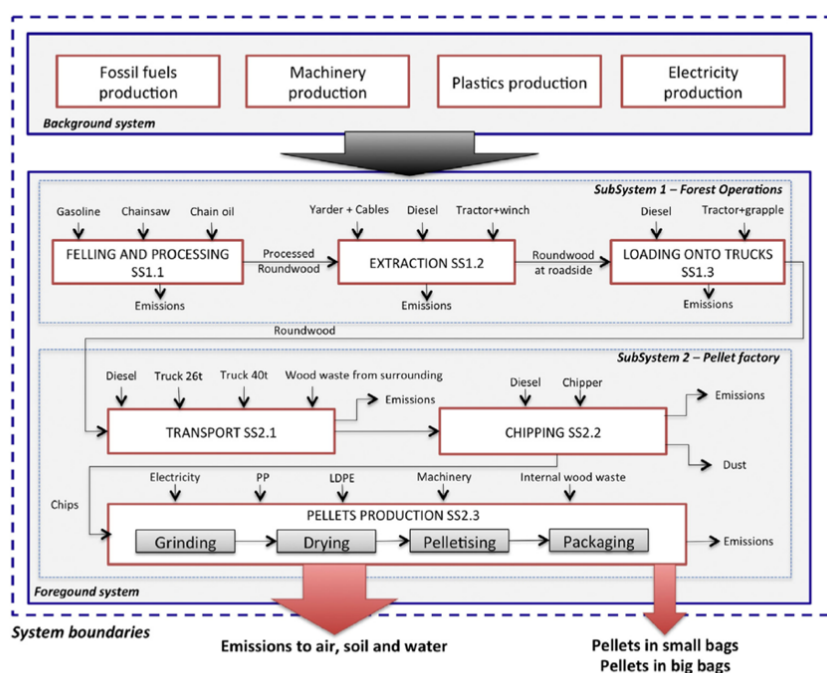 Fossil fuels
production
Machinery
production
Plastics production
Electricity
production
Background system
SubSystem 1 – Forest Operations
Gasoline
Chainsaw
Chain oil
Yarder + Cables
Diesel
Tractor+winch
Diesel
Tractor+grapple
FELLING AND PROCESSING
SS1.1
Processed
Roundwood
EXTRACTION SS1.2
Roundwood
at roadside
LOADING ONTO TRUCKS
SS1.3
Emissions
Emissions
Emissions
Roundwood
SubSystem 2 – Pellet factory
Diesel
Truck 26t
Truck 40t
Wood waste from surrounding
Emissions
Diesel
Chipper
Emissions
TRANSPORT SS2.1
CHIPPING SS2.2
Dust
Chips
Electricity
PP
LDPE
Machinery
Internal wood waste
PELLETS PRODUCTION SS2.3
Grinding
Drying
Pelletising
Packaging
Emissions
Foregound system
System boundaries
Emissions to air, soil and water
Pellets in small bags
Pellets in big bags